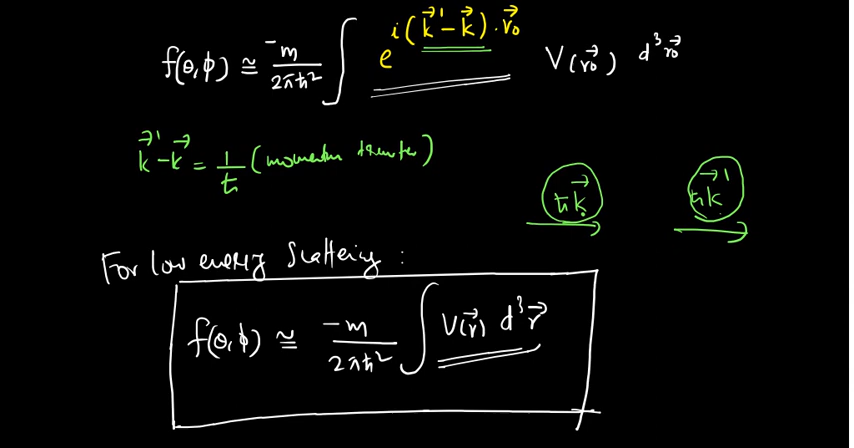 f(θ,φ) ≅ -m/2πħ² ∫ e^{i(k⃗'-k⃗)·r⃗₀} V(r⃗₀) d³r⃗₀
k⃗'-k⃗ = 1/ħ (momentum transfer)
ħk⃗ ħk⃗'
For low energy Scattering :
f(θ,φ) ≅ -m/2πħ² ∫ V(r⃗) d³r⃗